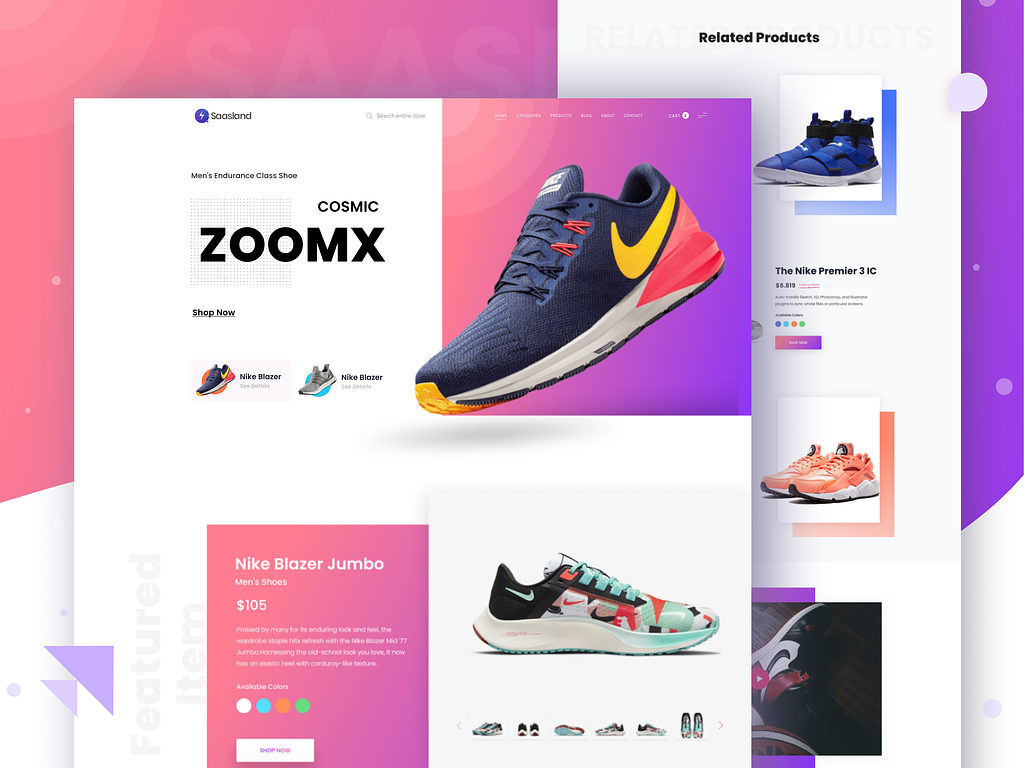 SAAS
RELATED PRODUCTS
Related Products
Saasland
Search entire store
HOME
CATEGORIES
PRODUCTS
BLOG
ABOUT
CONTACT
CART 2
Men's Endurance Class Shoe
COSMIC
ZOOMX
Shop Now
Nike Blazer
See Details
Nike Blazer
See Details
The Nike Premier 3 IC
$6.819
Auto-installs Sketch, XD, Photoshop, and Illustrator
plugins to sync whole files or particular screens.
Available Colors
SHOP NOW
Featured
Item
Nike Blazer Jumbo
Men's Shoes
$105
Praised by many for its enduring look and feel, the
wardrobe staple hits refresh with the Nike Blazer Mid '77
Jumbo.Harnessing the old-school look you love, it now
has an elastic heel with corduroy-like texture.
Available Colors
SHOP NOW